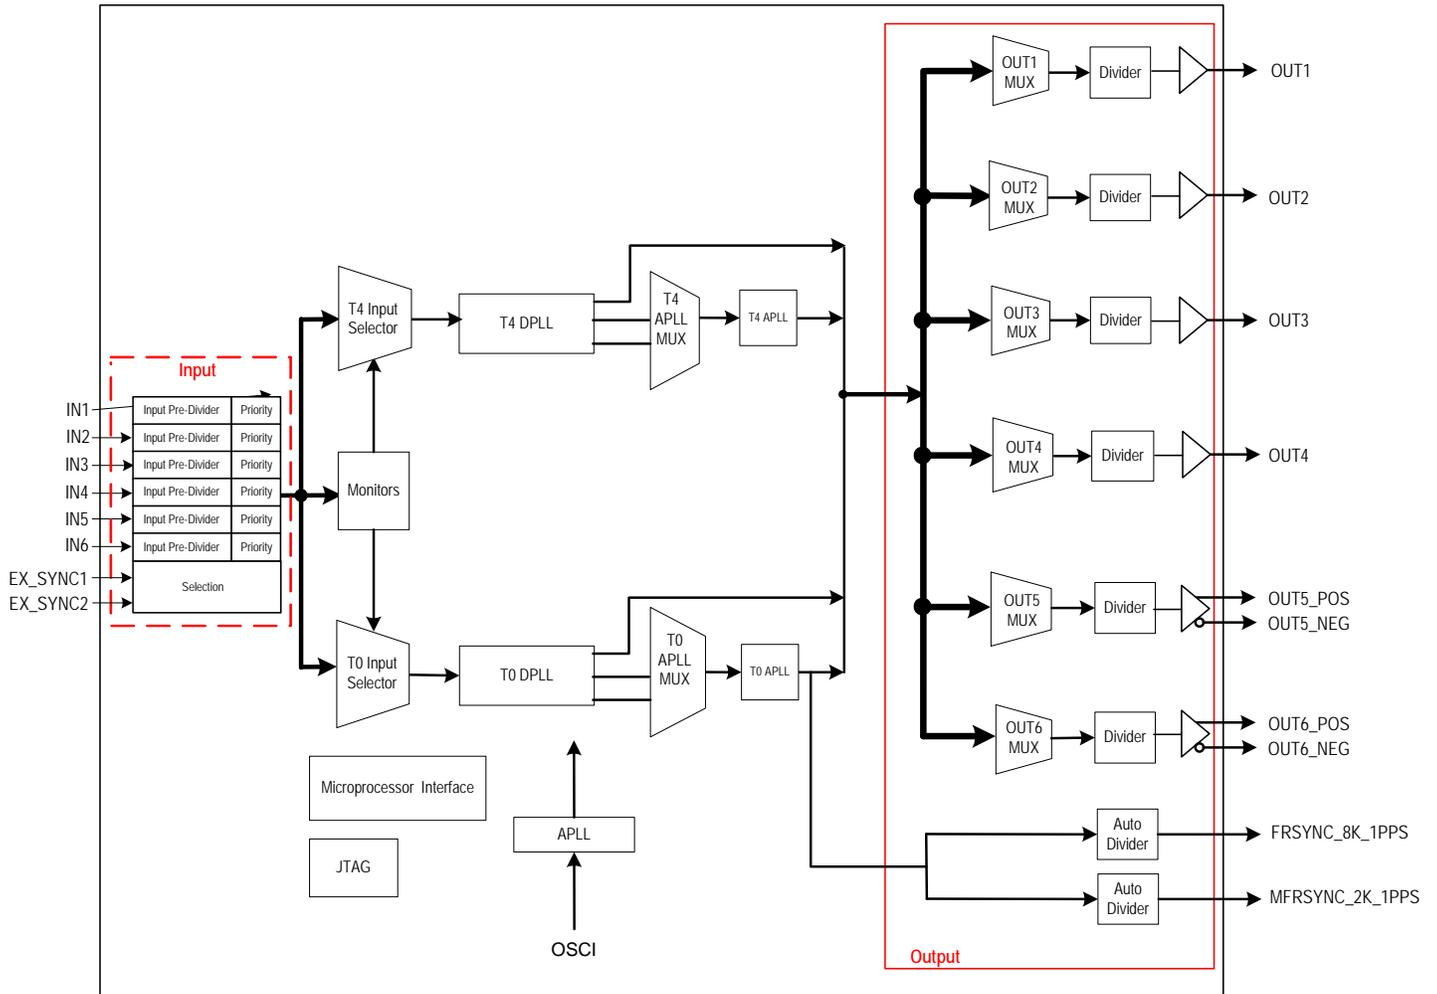 OUT1
MUX
Divider
OUT1
OUT2
MUX
Divider
OUT2
OUT3
MUX
Divider
OUT3
OUT4
MUX
Divider
OUT4
OUT5
MUX
Divider
OUT5_POS
OUT5_NEG
OUT6
MUX
Divider
OUT6_POS
OUT6_NEG
Auto
Divider
FRSYNC_8K_1PPS
Auto
Divider
MFRSYNC_2K_1PPS
Output
T4 Input
Selector
T4 DPLL
T4
APLL
MUX
T4 APLL
Input
IN1
Input Pre-Divider
Priority
IN2
Input Pre-Divider
Priority
IN3
Input Pre-Divider
Priority
IN4
Input Pre-Divider
Priority
IN5
Input Pre-Divider
Priority
IN6
Input Pre-Divider
Priority
EX_SYNC1
EX_SYNC2
Selection
Monitors
T0 Input
Selector
T0 DPLL
T0
APLL
MUX
T0 APLL
Microprocessor Interface
JTAG
APLL
OSCI